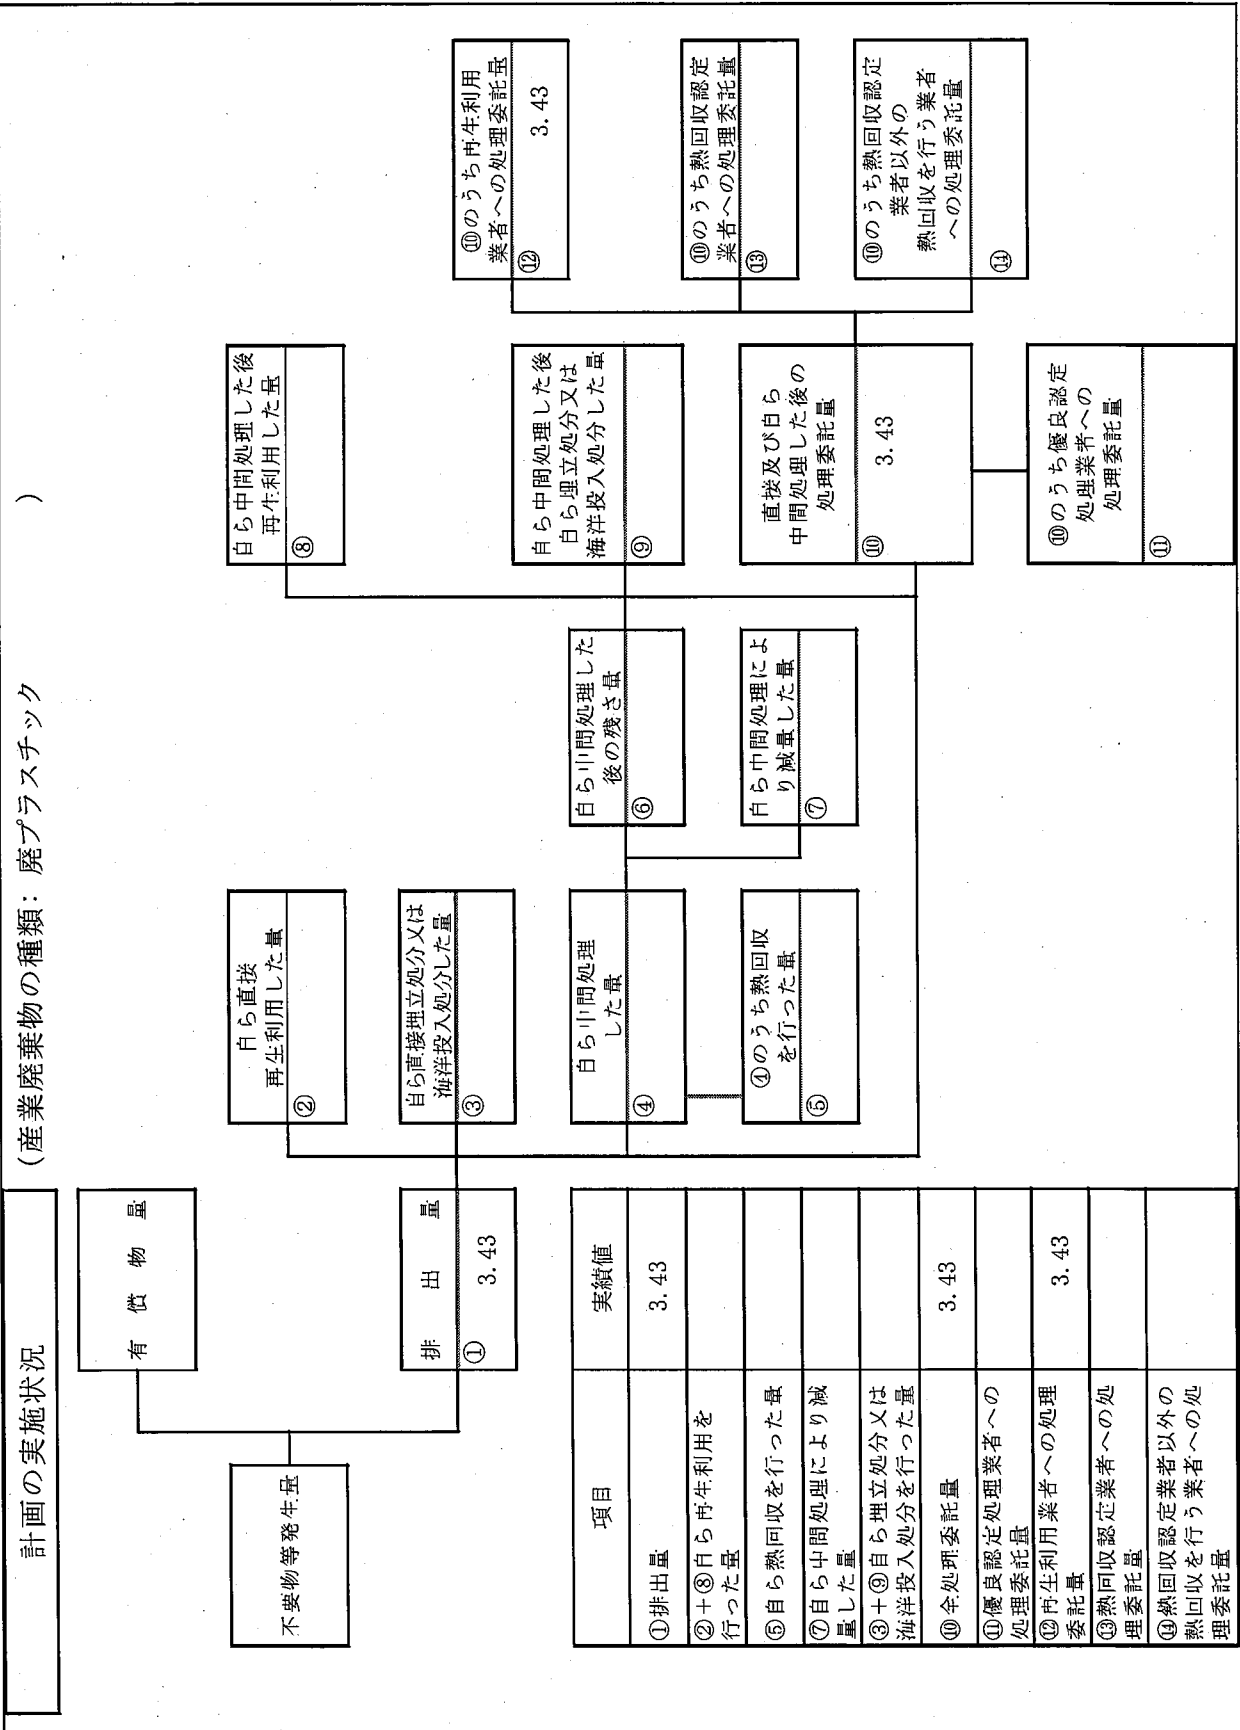 計画の実施状況
(産業廃棄物の種類：廃プラスチック )
不要物等発生量
有償物量
排出量
① 3.43
自ら直接
再生利用した量
②
自ら直接埋立処分又は
海洋投入処分した量
③
自ら中間処理
した量
④
④のうち熱回収
を行った量
⑤
自ら中間処理した
後の残さ量
⑥
自ら中間処理によ
り減量した量
⑦
自ら中間処理した後
再生利用した量
⑧
自ら中間処理した後
自ら埋立処分又は
海洋投入処分した量
⑨
直接及び自ら
中間処理した後の
処理委託量
⑩ 3.43
⑩のうち優良認定
処理業者への
処理委託量
⑪
⑩のうち再生利用
業者への処理委託量
⑫ 3.43
⑩のうち熱回収認定
業者への処理委託量
⑬
⑩のうち熱回収認定
業者以外の
熱回収を行う業者
への処理委託量
⑭
項目 実績値
①排出量 3.43
②＋⑧自ら再生利用を
行った量
⑤自ら熱回収を行った量
⑦自ら中間処理により減
量した量
③＋⑨自ら埋立処分又は
海洋投入処分を行った量
⑩全処理委託量 3.43
⑪優良認定処理業者への
処理委託量
⑫再生利用業者への処理
委託量 3.43
⑬熱回収認定業者への処
理委託量
⑭熱回収認定業者以外の
熱回収を行う業者への処
理委託量